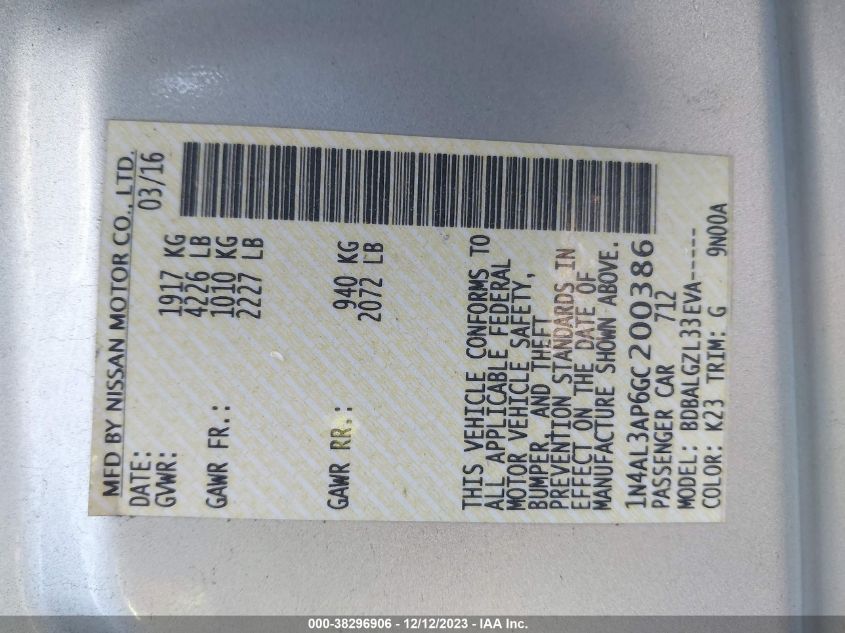 MFD BY NISSAN MOTOR CO., LTD.
DATE: 03/16
GVWR: 1917 KG
4226 LB
GAWR FR.: 1010 KG
2227 LB
GAWR RR.: 940 KG
2072 LB
THIS VEHICLE CONFORMS TO
ALL APPLICABLE FEDERAL
MOTOR VEHICLE SAFETY,
BUMPER, AND THEFT
PREVENTION STANDARDS IN
EFFECT ON THE DATE OF
MANUFACTURE SHOWN ABOVE.
1N4AL3AP6GC200386
PASSENGER CAR 712
MODEL: BDBALGZL33EVA-----
COLOR: K23 TRIM: G 9N00A
000-38296906 - 12/12/2023 - IAA Inc.